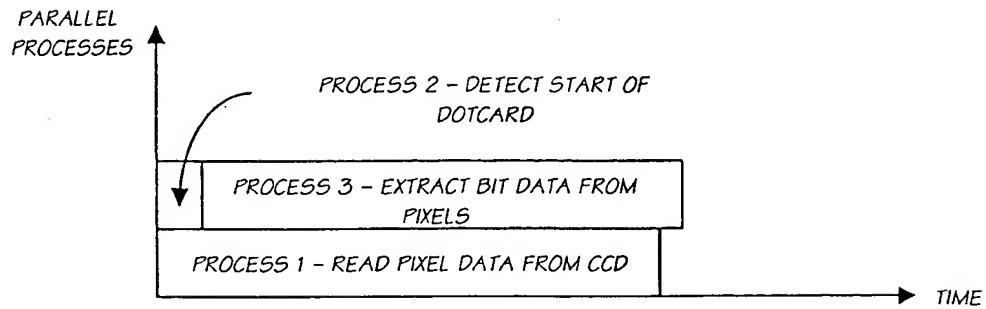 PARALLEL
PROCESSES
PROCESS 2 – DETECT START OF
DOTCARD
PROCESS 3 – EXTRACT BIT DATA FROM
PIXELS
PROCESS 1 – READ PIXEL DATA FROM CCD
TIME